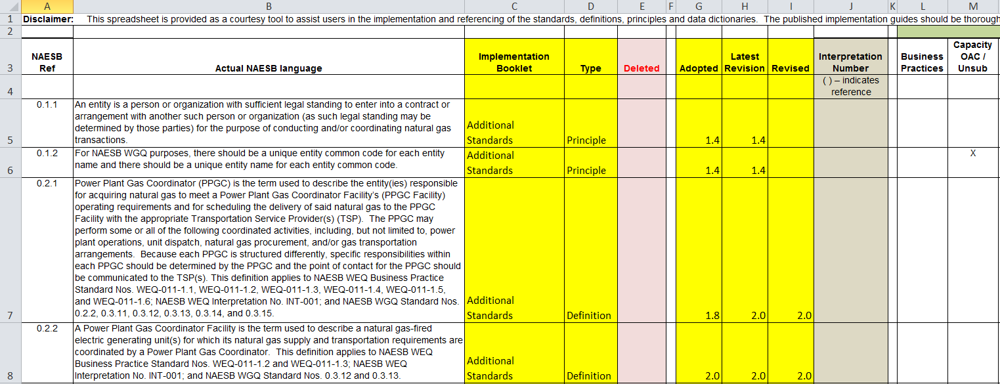 A B C D E F G H I J K L M
1 Disclaimer: This spreadsheet is provided as a courtesy tool to assist users in the implementation and referencing of the standards, definitions, principles and data dictionaries. The published implementation guides should be thorough
2
3 NAESB Ref Actual NAESB language Implementation Booklet Type Deleted Adopted Latest Revision Revised Interpretation Number Business Practices Capacity OAC / Unsub
4 ( ) – indicates reference
0.1.1 An entity is a person or organization with sufficient legal standing to enter into a contract or
arrangement with another such person or organization (as such legal standing may be
determined by those parties) for the purpose of conducting and/or coordinating natural gas
transactions.
5 Additional Standards Principle 1.4 1.4
0.1.2 For NAESB WGQ purposes, there should be a unique entity common code for each entity
name and there should be a unique entity name for each entity common code.
6 Additional Standards Principle 1.4 1.4 X
0.2.1 Power Plant Gas Coordinator (PPGC) is the term used to describe the entity(ies) responsible
for acquiring natural gas to meet a Power Plant Gas Coordinator Facility's (PPGC Facility)
operating requirements and for scheduling the delivery of said natural gas to the PPGC
Facility with the appropriate Transportation Service Provider(s) (TSP). The PPGC may
perform some or all of the following coordinated activities, including, but not limited to, power
plant operations, unit dispatch, natural gas procurement, and/or gas transportation
arrangements. Because each PPGC is structured differently, specific responsibilities within
each PPGC should be determined by the PPGC and the point of contact for the PPGC should
be communicated to the TSP(s). This definition applies to NAESB WEQ Business Practice
Standard Nos. WEQ-011-1.1, WEQ-011-1.2, WEQ-011-1.3, WEQ-011-1.4, WEQ-011-1.5,
and WEQ-011-1.6; NAESB WEQ Interpretation No. INT-001; and NAESB WGQ Standard Nos.
0.2.2, 0.3.11, 0.3.12, 0.3.13, 0.3.14, and 0.3.15.
7 Additional Standards Definition 1.8 2.0 2.0
0.2.2 A Power Plant Gas Coordinator Facility is the term used to describe a natural gas-fired
electric generating unit(s) for which its natural gas supply and transportation requirements are
coordinated by a Power Plant Gas Coordinator. This definition applies to NAESB WEQ
Business Practice Standard Nos. WEQ-011-1.2 and WEQ-011-1.3; NAESB WEQ
Interpretation No. INT-001; and NAESB WGQ Standard Nos. 0.3.12 and 0.3.13.
8 Additional Standards Definition 2.0 2.0 2.0